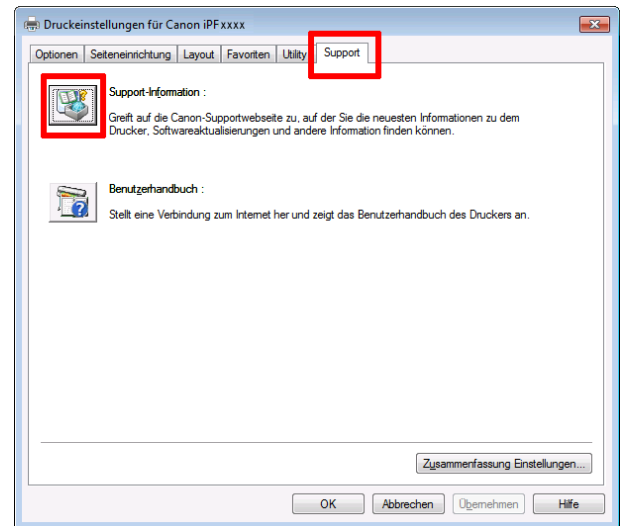 Druckeinstellungen für Canon iPFxxxx
Optionen Seiteneinrichtung Layout Favoriten Utility Support
Support-Information :
Greift auf die Canon-Supportwebseite zu, auf der Sie die neuesten Informationen zu dem
Drucker, Softwareaktualisierungen und andere Information finden können.
Benutzerhandbuch :
Stellt eine Verbindung zum Internet her und zeigt das Benutzerhandbuch des Druckers an.
Zusammenfassung Einstellungen...
OK Abbrechen Übernehmen Hilfe